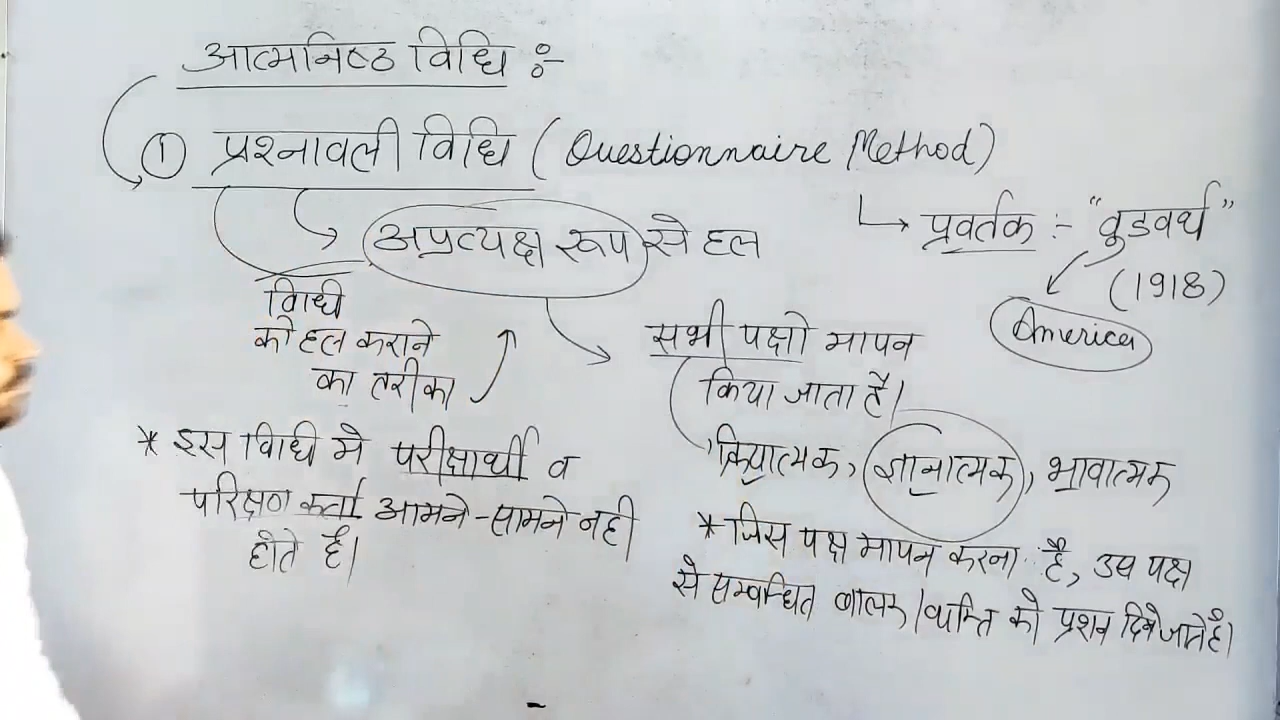 आत्मनिष्ठ विधि :-
① प्रश्नावली विधि ( Questionnaire Method )
→ प्रवर्तक :- "वुडवर्थ"
(1918)
America
अप्रत्यक्ष रूप से हल
विधी
को हल कराने
का तरीका
सभी पक्षो मापन
किया जाता है।
क्रियात्मक, ज्ञानात्मक, भावात्मक
* इस विधि मे परीक्षार्थी व
परिक्षण कर्ता आमने-सामने नही
होते है।
* जिस पक्ष मापन करना है, उस पक्ष
से सम्बन्धित बालक/व्यक्ति को प्रशन दिये जाते है।